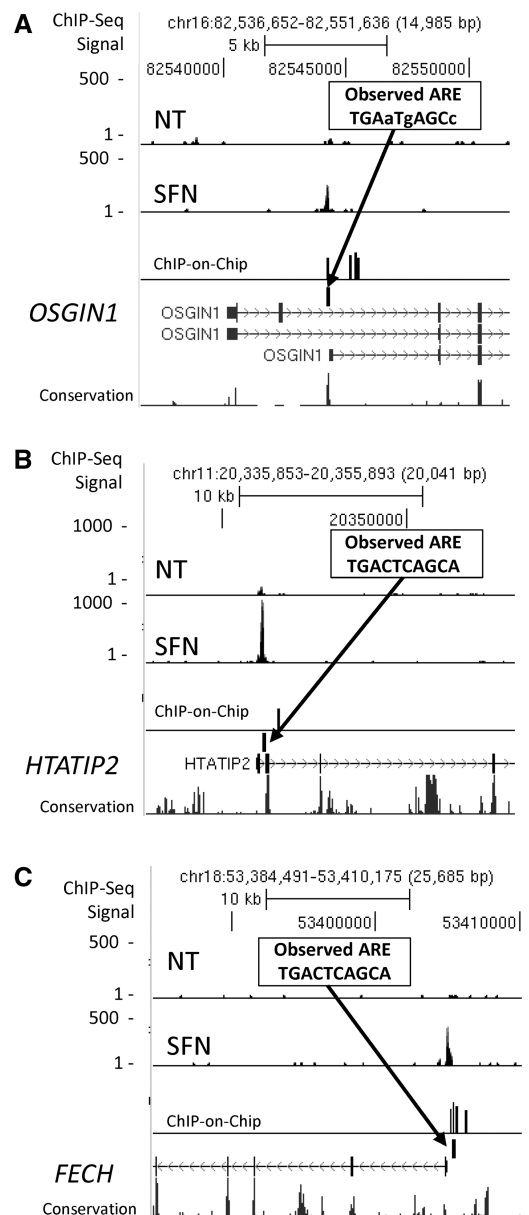 A
ChIP-Seq
Signal
chr16:82,536,652-82,551,636 (14,985 bp)
5 kb
82540000
82545000
82550000
500 -
Observed ARE
TGAaTgAGCc
NT
1 -
500 -
SFN
1 -
ChIP-on-Chip
OSGIN1
OSGIN1
OSGIN1
OSGIN1
Conservation
B
ChIP-Seq
Signal
chr11:20,335,853-20,355,893 (20,041 bp)
10 kb
20350000
1000 -
Observed ARE
TGACTCAGCA
NT
1 -
1000 -
SFN
1 -
ChIP-on-Chip
HTATIP2
HTATIP2
Conservation
C
ChIP-Seq
Signal
chr18:53,384,491-53,410,175 (25,685 bp)
10 kb
53400000
53410000
500 -
Observed ARE
TGACTCAGCA
NT
1 -
500 -
SFN
1 -
ChIP-on-Chip
FECH
Conservation